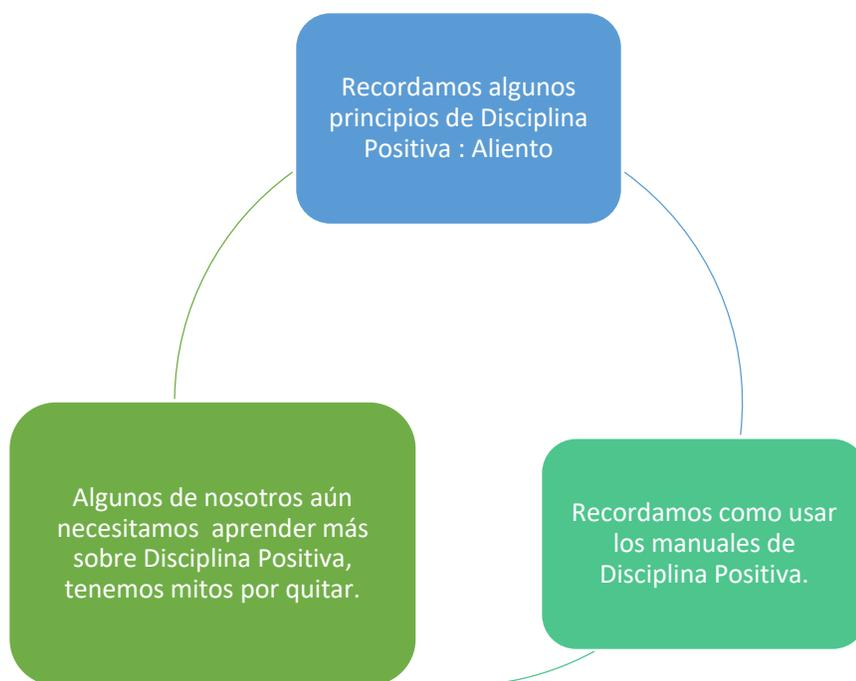 Recordamos algunos
principios de Disciplina
Positiva : Aliento
Recordamos como usar
los manuales de
Disciplina Positiva.
Algunos de nosotros aún
necesitamos  aprender más
sobre Disciplina Positiva,
tenemos mitos por quitar.